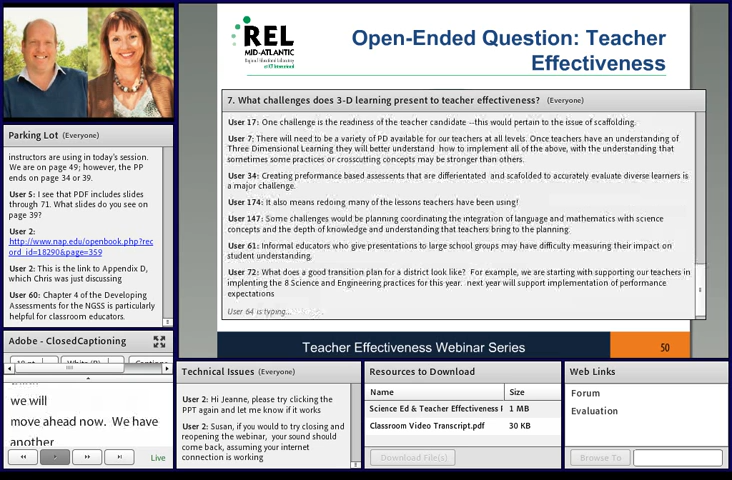 REL
MID-ATLANTIC
Open-Ended Question: Teacher
Effectiveness
7. What challenges does 3-D learning present to teacher effectiveness? (Everyone)
User 17: One challenge is the readiness of the teacher candidate --this would pertain to the issue of scaffolding.
User 7: There will need to be a variety of PD available for our teachers at all levels. Once teachers have an understanding of
Three Dimensional Learning they will better understand how to implement all of the above, with the understanding that
sometimes some practices or crosscutting concepts may be stronger than others.
User 34: Creating preformance based assessments that are differientated and scafolded to accurately evaluate diverse learners is
a major challenge.
User 174: It also means redoing many of the lessons teachers have been using!
User 147: Some challenges would be planning coordinating the integration of language and mathematics with science
concepts and the depth of knowledge and understanding that teachers bring to the planning.
User 61: Informal educators who give presentations to large school groups may have difficulty measuring their impact on
student understanding.
User 72: What does a good transition plan for a district look like? For example, we are starting with supporting our teachers in
implenting the 8 Science and Engineering practices for this year. next year will support implementation of performance
expectations
User 64 is typing...
Teacher Effectiveness Webinar Series
50
Parking Lot (Everyone)
instructors are using in today's session.
We are on page 49; however, the PP
ends on page 34 or 39.
User 5: I see that PDF includes slides
through 71. What slides do you see on
page 39?
User 2:
http://www.nap.edu/openbook.php?rec
ord_id=18290&page=359
User 2: This is the link to Appendix D,
which Chris was just discussing
User 60: Chapter 4 of the Developing
Assessments for the NGSS is particularly
helpful for classroom educators.
Adobe - ClosedCaptioning
we will
move ahead now. We have
another
Live
Technical Issues (Everyone)
User 2: Hi Jeanne, please try clicking the
PPT again and let me know if it works
User 2: Susan, if you would to try closing and
reopening the webinar, your sound should
come back, assuming your internet
connection is working
Resources to Download
Name Size
Science Ed & Teacher Effectiveness 1 MB
Classroom Video Transcript.pdf 30 KB
Download File(s)
Web Links
Forum
Evaluation
Browse To